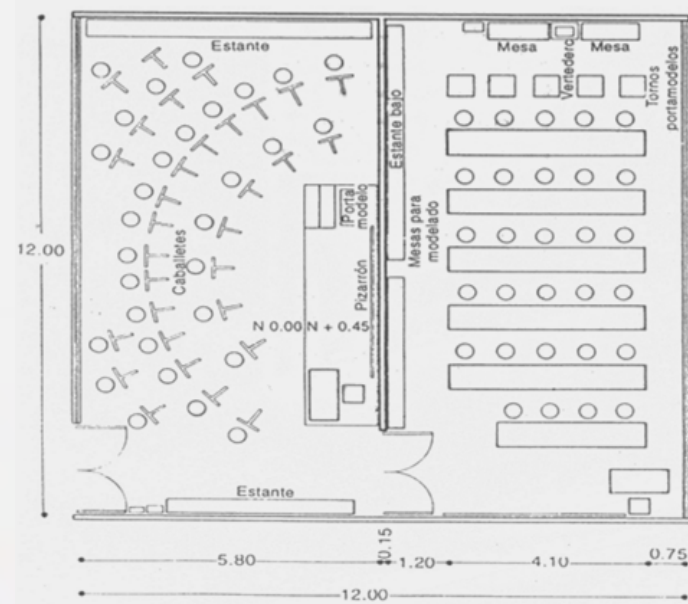 Estante
Mesa
Mesa
Vertedero
Tornos
portamodelos
Estante bajo
Mesas para
modelado
Portal
modelo
Caballetes
Pizarrón
12.00
N 0.00 N + 0.45
Estante
5.80
0.15
1.20
4.10
0.75
12.00